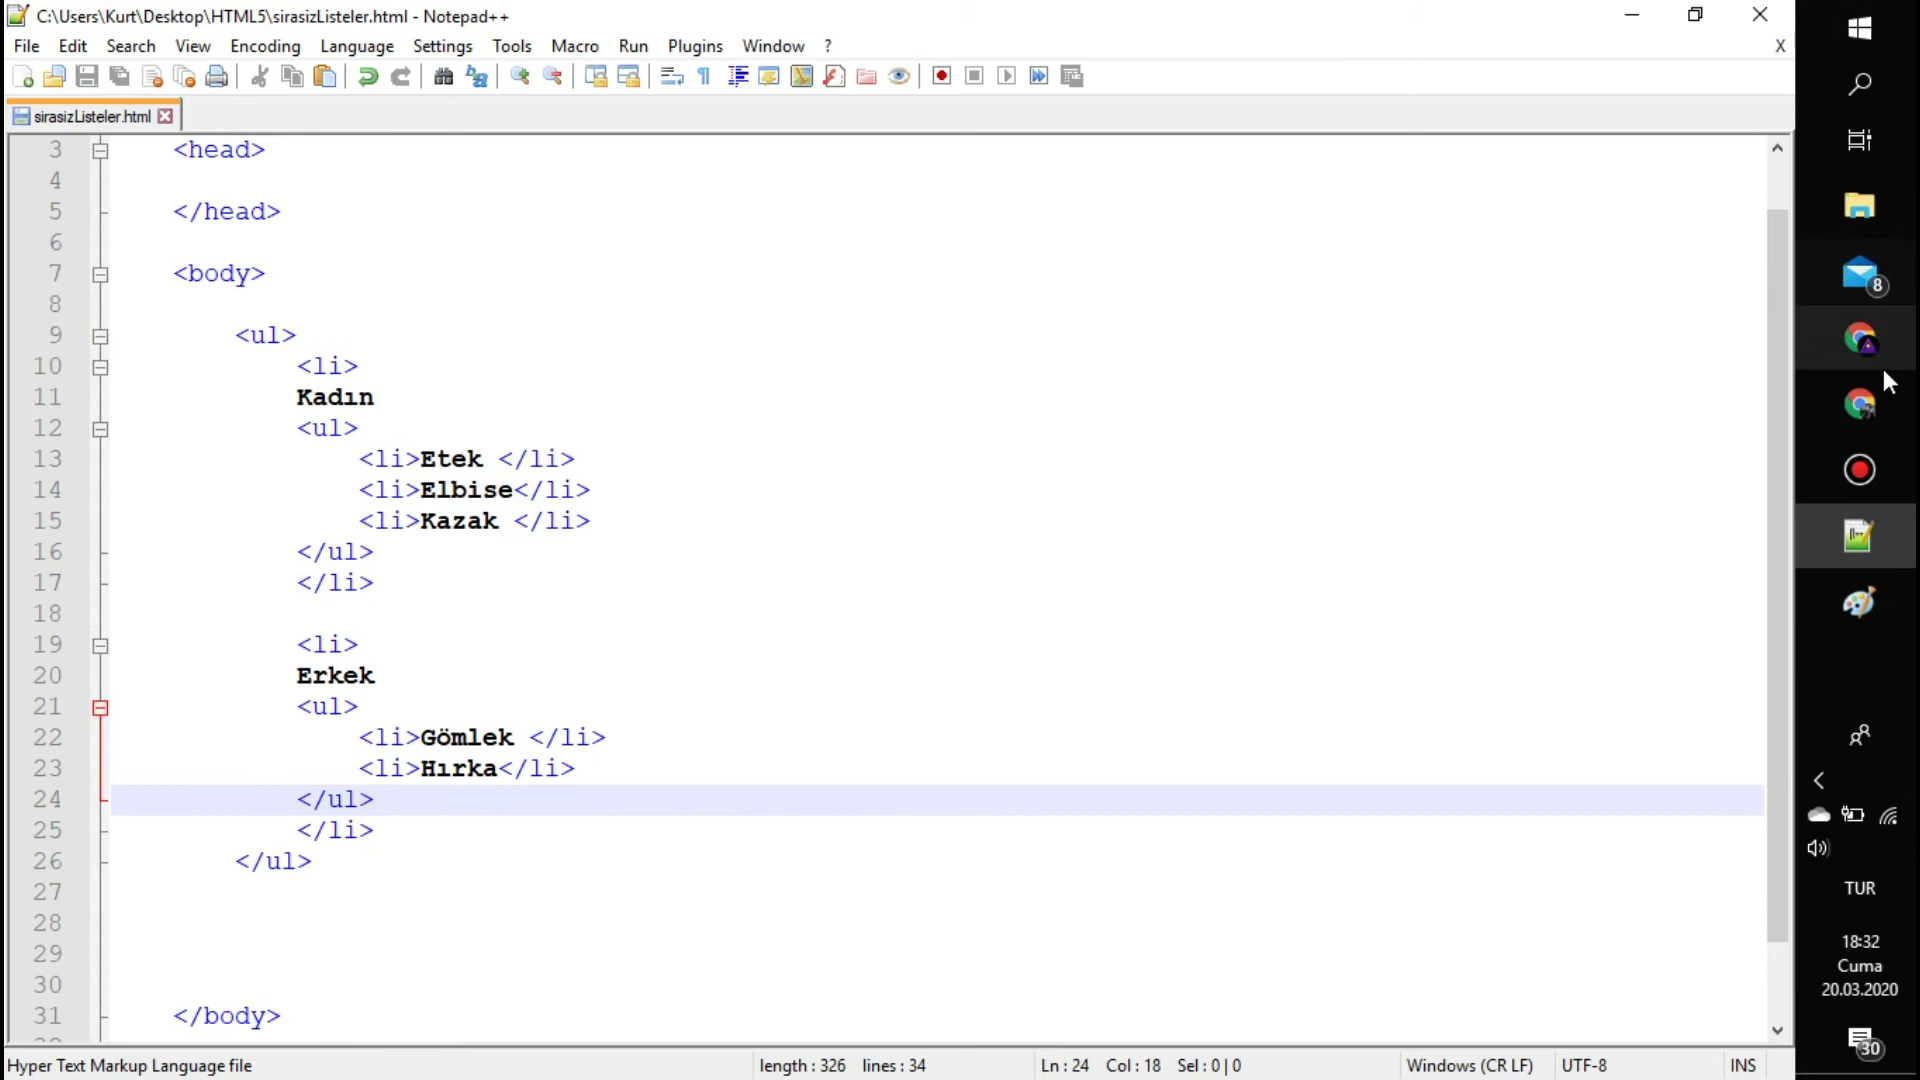 C:\Users\Kurt\Desktop\HTML5\sirasizListeler.html - Notepad++
File Edit Search View Encoding Language Settings Tools Macro Run Plugins Window ? X
sirasizListeler.html
3 <head>
4
5 </head>
6
7 <body>
8
9 <ul>
10 <li>
11 Kadın
12 <ul>
13 <li>Etek </li>
14 <li>Elbise</li>
15 <li>Kazak </li>
16 </ul>
17 </li>
18
19 <li>
20 Erkek
21 <ul>
22 <li>Gömlek </li>
23 <li>Hırka</li>
24 </ul>
25 </li>
26 </ul>
27
28
29
30
31 </body>
Hyper Text Markup Language file length : 326 lines : 34 Ln : 24 Col : 18 Sel : 0 | 0 Windows (CR LF) UTF-8 INS
8
TUR
18:32
Cuma
20.03.2020
30